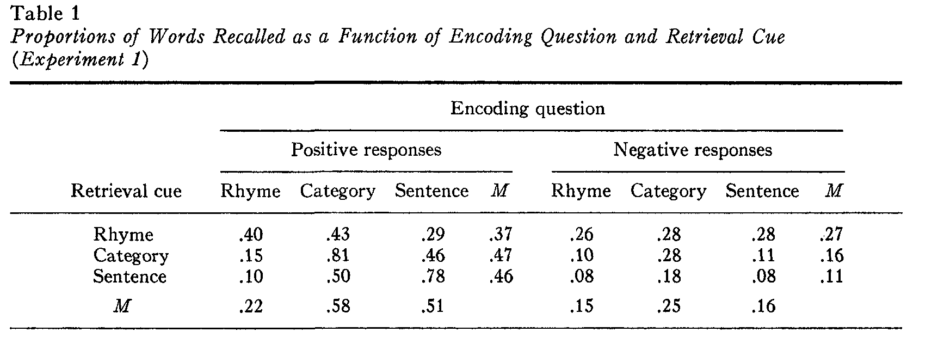 Table 1
Proportions of Words Recalled as a Function of Encoding Question and Retrieval Cue
(Experiment 1)
Encoding question
Positive responses Negative responses
Retrieval cue Rhyme Category Sentence M Rhyme Category Sentence M
Rhyme .40 .43 .29 .37 .26 .28 .28 .27
Category .15 .81 .46 .47 .10 .28 .11 .16
Sentence .10 .50 .78 .46 .08 .18 .08 .11
M .22 .58 .51 .15 .25 .16